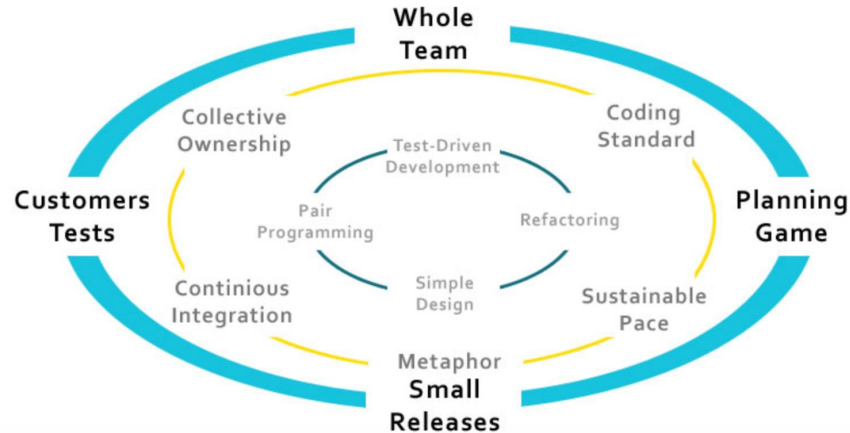 Whole
Team
Collective
Ownership
Coding
Standard
Test-Driven
Development
Customers
Tests
Pair
Programming
Refactoring
Planning
Game
Continious
Integration
Simple
Design
Sustainable
Pace
Metaphor
Small
Releases